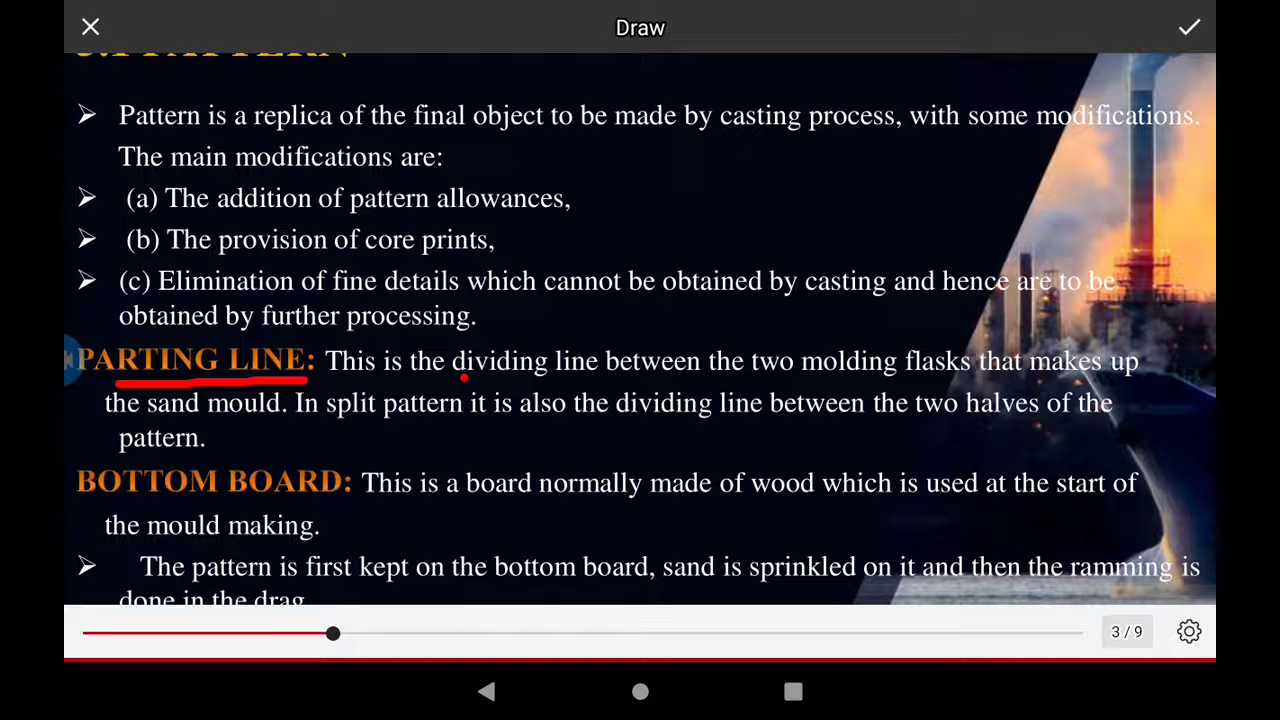 Draw
➢ Pattern is a replica of the final object to be made by casting process, with some modifications.
The main modifications are:
➢ (a) The addition of pattern allowances,
➢ (b) The provision of core prints,
➢ (c) Elimination of fine details which cannot be obtained by casting and hence are to be
obtained by further processing.
PARTING LINE: This is the dividing line between the two molding flasks that makes up
the sand mould. In split pattern it is also the dividing line between the two halves of the
pattern.
BOTTOM BOARD: This is a board normally made of wood which is used at the start of
the mould making.
➢ The pattern is first kept on the bottom board, sand is sprinkled on it and then the ramming is
done in the drag
3 / 9